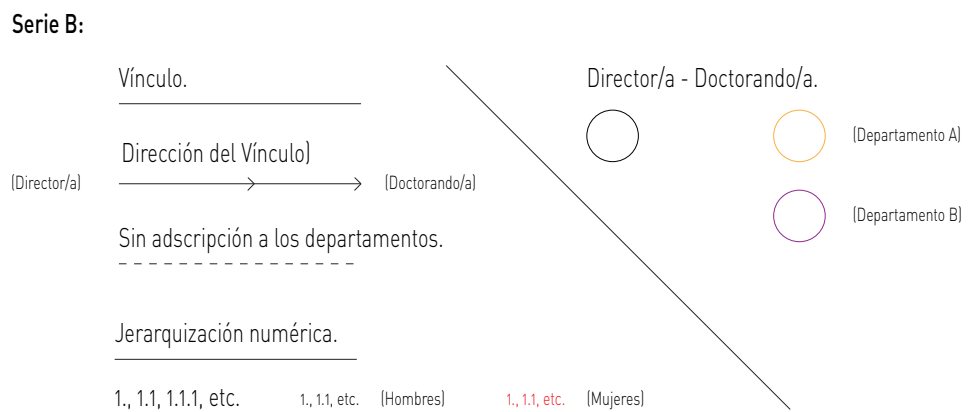 Serie B:
Vínculo.
Director/a - Doctorando/a.
(Departamento A)
Dirección del Vínculo)
(Director/a)
(Doctorando/a)
(Departamento B)
Sin adscripción a los departamentos.
Jerarquización numérica.
1., 1.1, 1.1.1, etc.
1., 1.1, etc. (Hombres)
1., 1.1, etc. (Mujeres)